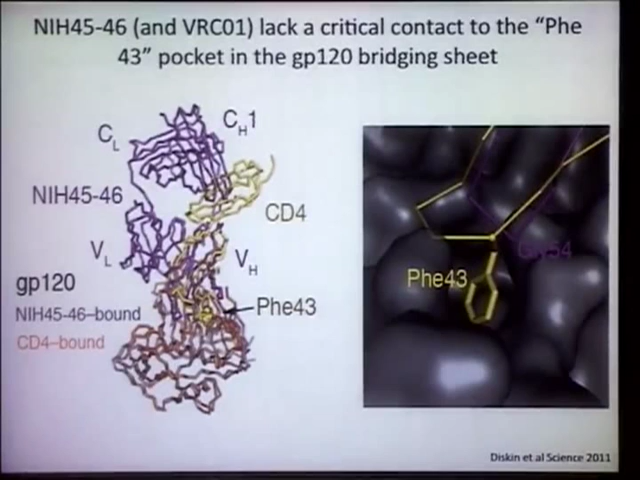 NIH45-46 (and VRC01) lack a critical contact to the “Phe
43” pocket in the gp120 bridging sheet
CL
CH1
NIH45-46
CD4
VL
VH
gp120
NIH45-46–bound
CD4–bound
Phe43
Phe43
Gly54
Diskin et al Science 2011